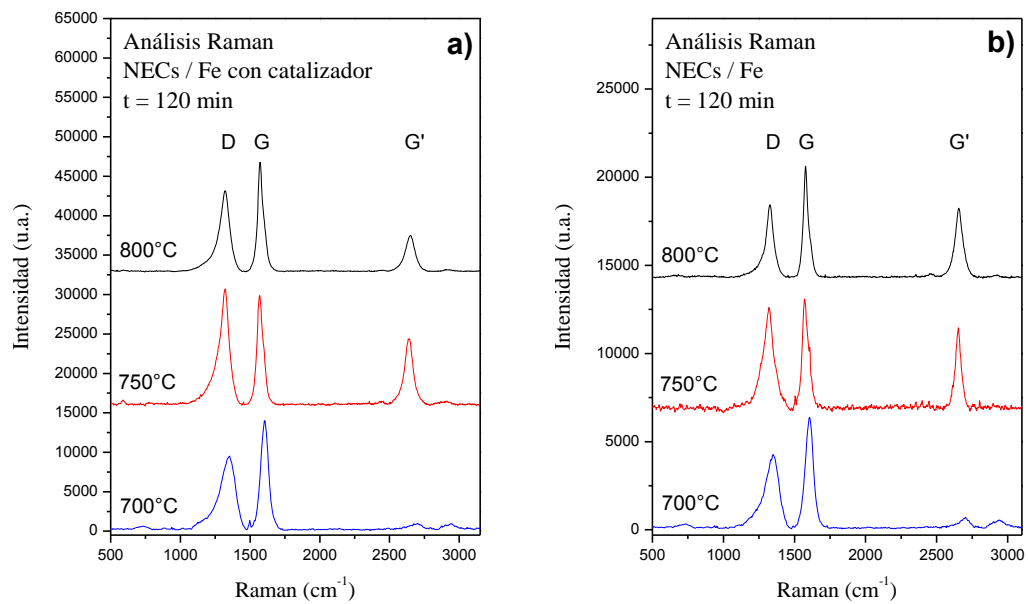 a)
Análisis Raman
NECs / Fe con catalizador
t = 120 min
D G G'
800°C
750°C
700°C
65000
60000
55000
50000
45000
40000
35000
30000
25000
20000
15000
10000
5000
0
Intensidad (u.a.)
500 1000 1500 2000 2500 3000
Raman (cm⁻¹)
b)
Análisis Raman
NECs / Fe
t = 120 min
D G G'
800°C
750°C
700°C
25000
20000
15000
10000
5000
0
Intensidad (u.a.)
500 1000 1500 2000 2500 3000
Raman (cm⁻¹)